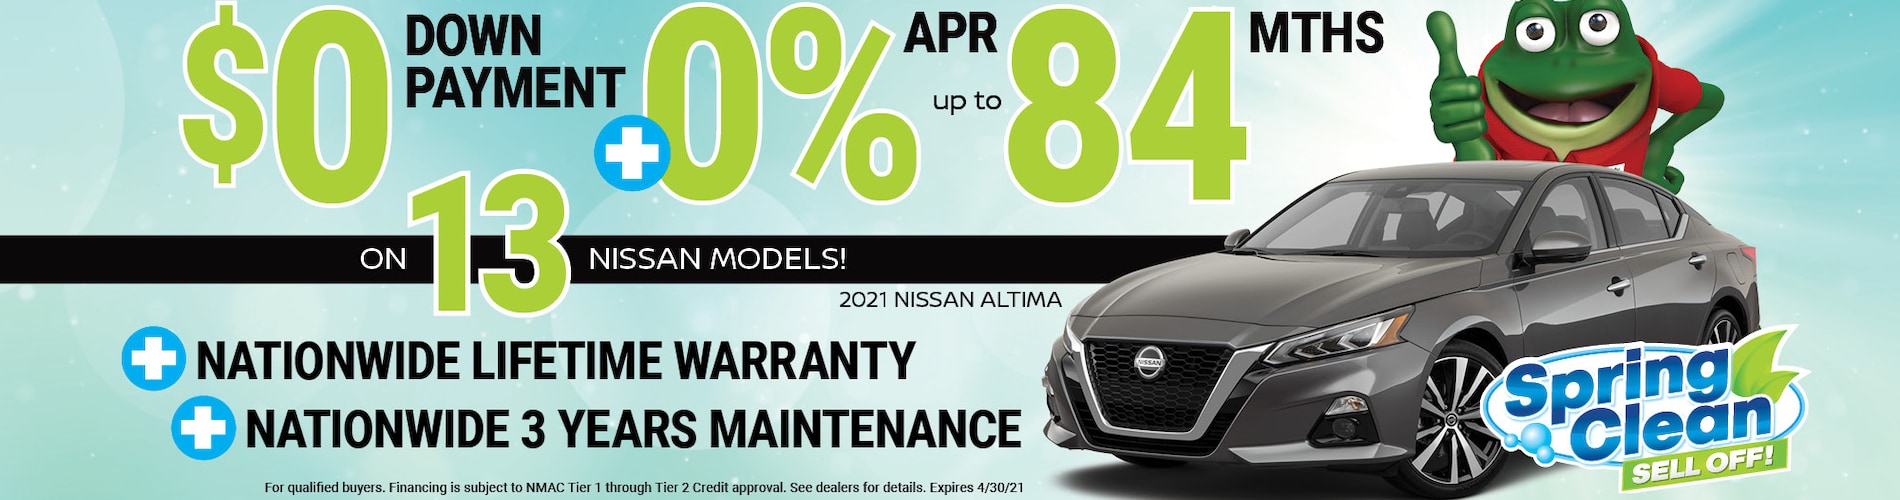 $0 DOWN PAYMENT + 0% APR up to 84 MTHS
ON 13 NISSAN MODELS!
2021 NISSAN ALTIMA
+ NATIONWIDE LIFETIME WARRANTY
+ NATIONWIDE 3 YEARS MAINTENANCE
For qualified buyers. Financing is subject to NMAC Tier 1 through Tier 2 Credit approval. See dealers for details. Expires 4/30/21
NISSAN
Spring
Clean
SELL OFF!